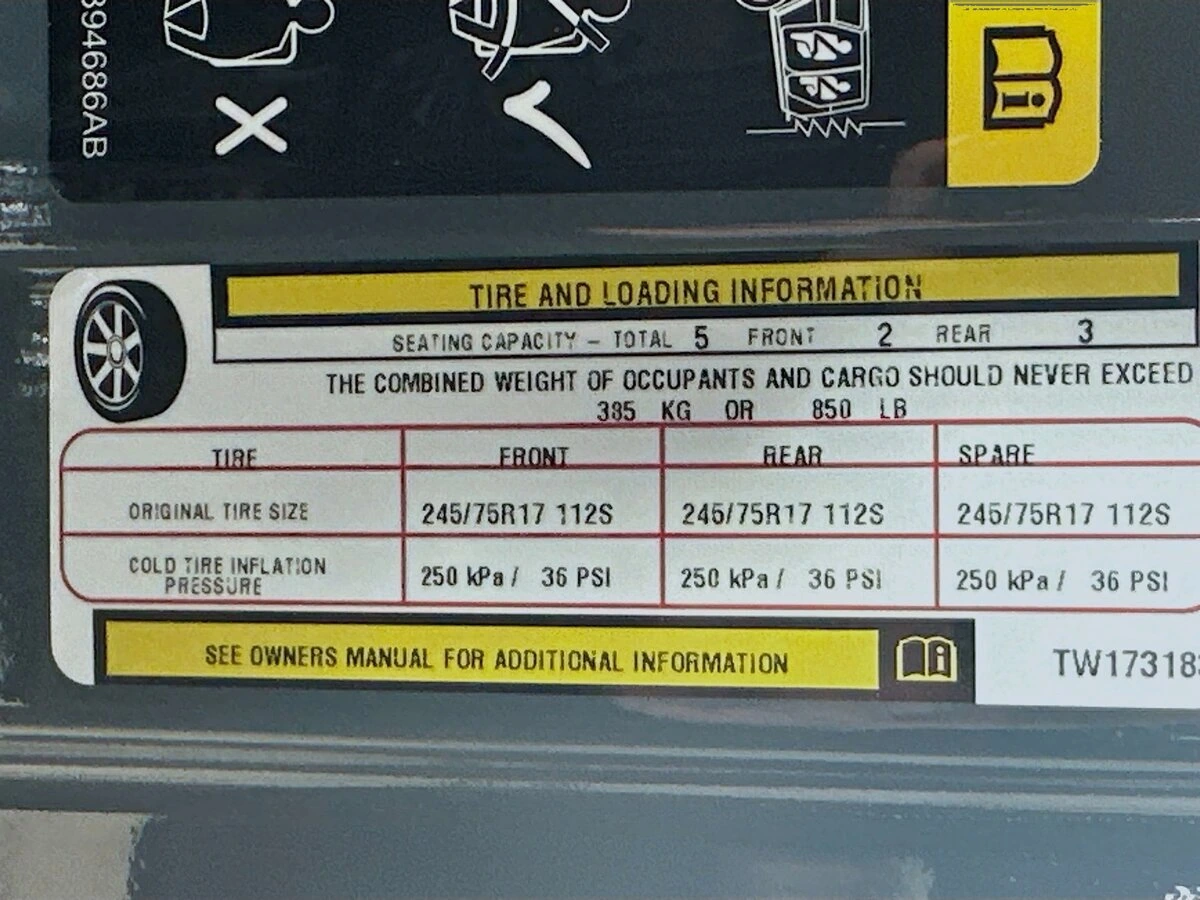 394686AB
TIRE AND LOADING INFORMATION
SEATING CAPACITY – TOTAL 5 FRONT 2 REAR 3
THE COMBINED WEIGHT OF OCCUPANTS AND CARGO SHOULD NEVER EXCEED
385 KG OR 850 LB
TIRE FRONT REAR SPARE
ORIGINAL TIRE SIZE 245/75R17 112S 245/75R17 112S 245/75R17 112S
COLD TIRE INFLATION
PRESSURE 250 kPa / 36 PSI 250 kPa / 36 PSI 250 kPa / 36 PSI
SEE OWNERS MANUAL FOR ADDITIONAL INFORMATION
TW17318